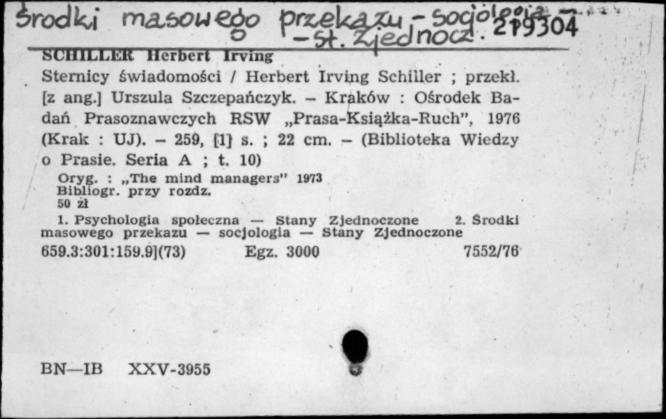 Środki masowego przekazu – socjologia –
– St. Zjednocz. 219304
SCHILLER Herbert Irving
Sternicy świadomości / Herbert Irving Schiller ; przekł.
[z ang.] Urszula Szczepańczyk. – Kraków : Ośrodek Ba-
dań Prasoznawczych RSW „Prasa-Książka-Ruch”, 1976
(Krak : UJ). – 259, [1] s. ; 22 cm. – (Biblioteka Wiedzy
o Prasie. Seria A ; t. 10)
Oryg. : „The mind managers” 1973
Bibliogr. przy rozdz.
50 zł
1. Psychologia społeczna — Stany Zjednoczone 2. Środki
masowego przekazu — socjologia — Stany Zjednoczone
659.3:301:159.9](73) Egz. 3000 7552/76
BN—IB XXV-3955